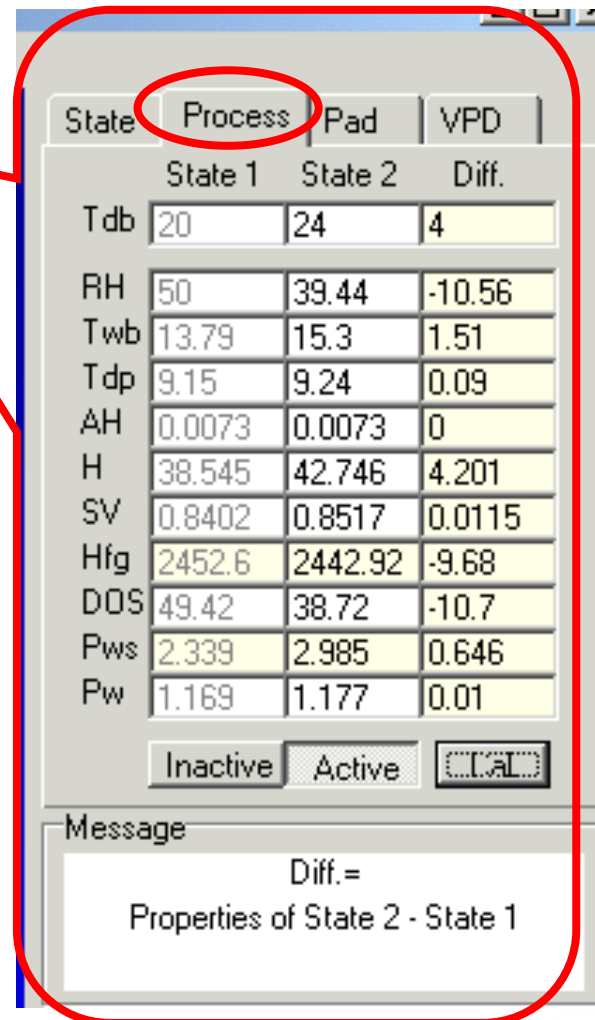 State Process Pad VPD
State 1 State 2 Diff.
Tdb 20 24 4
RH 50 39.44 -10.56
Twb 13.79 15.3 1.51
Tdp 9.15 9.24 0.09
AH 0.0073 0.0073 0
H 38.545 42.746 4.201
SV 0.8402 0.8517 0.0115
Hfg 2452.6 2442.92 -9.68
DOS 49.42 38.72 -10.7
Pws 2.339 2.985 0.646
Pw 1.169 1.177 0.01
Inactive Active Cal.
Message
Diff.=
Properties of State 2 - State 1